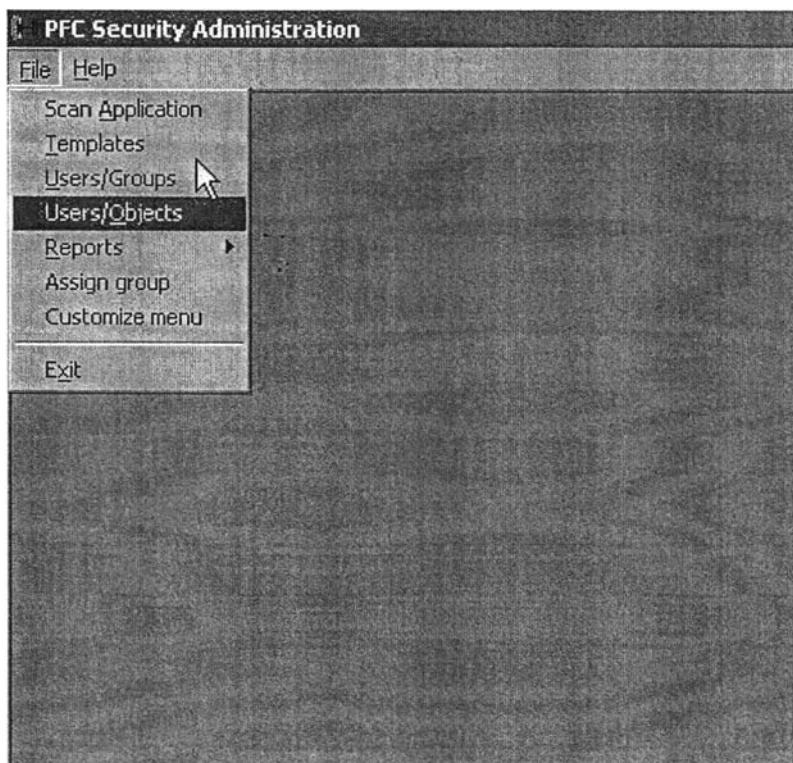 PFC Security Administration
File Help
Scan Application
Templates
Users/Groups
Users/Objects
Reports
Assign group
Customize menu
Exit